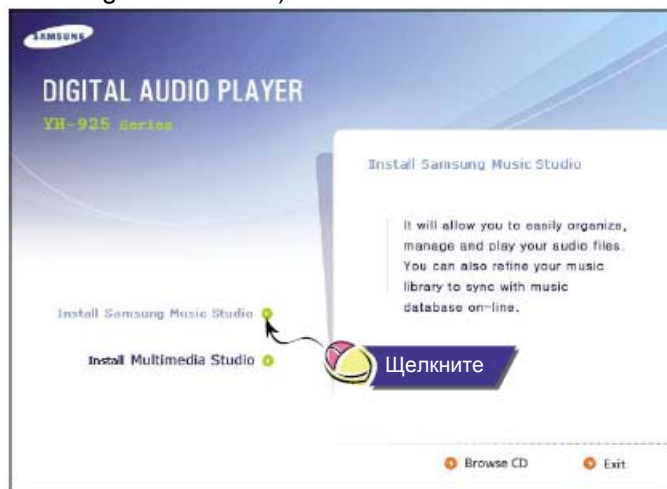 SAMSUNG
DIGITAL AUDIO PLAYER
YH-925 Series
Install Samsung Music Studio
It will allow you to easily organize,
manage and play your audio files.
You can also refine your music
library to sync with music
database on-line.
Install Samsung Music Studio
Install Multimedia Studio
Щелкните
Browse CD
Exit